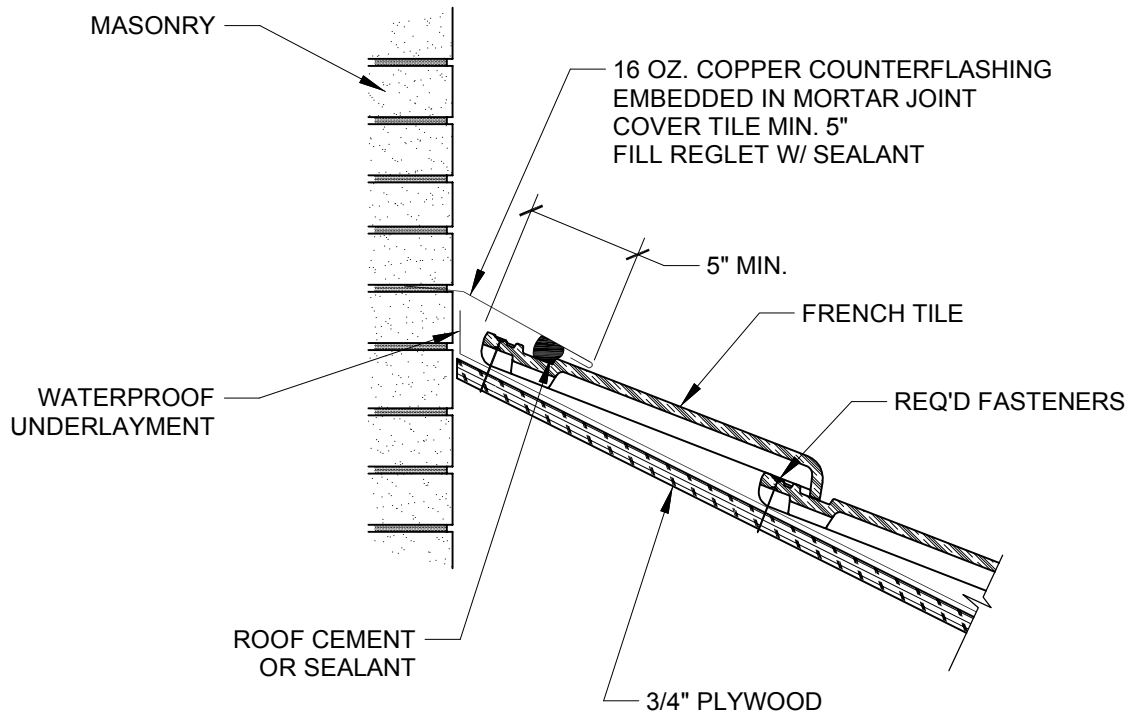 MASONRY
16 OZ. COPPER COUNTERFLASHING
EMBEDDED IN MORTAR JOINT
COVER TILE MIN. 5"
FILL REGLET W/ SEALANT
5" MIN.
FRENCH TILE
WATERPROOF
UNDERLAYMENT
REQ'D FASTENERS
ROOF CEMENT
OR SEALANT
3/4" PLYWOOD